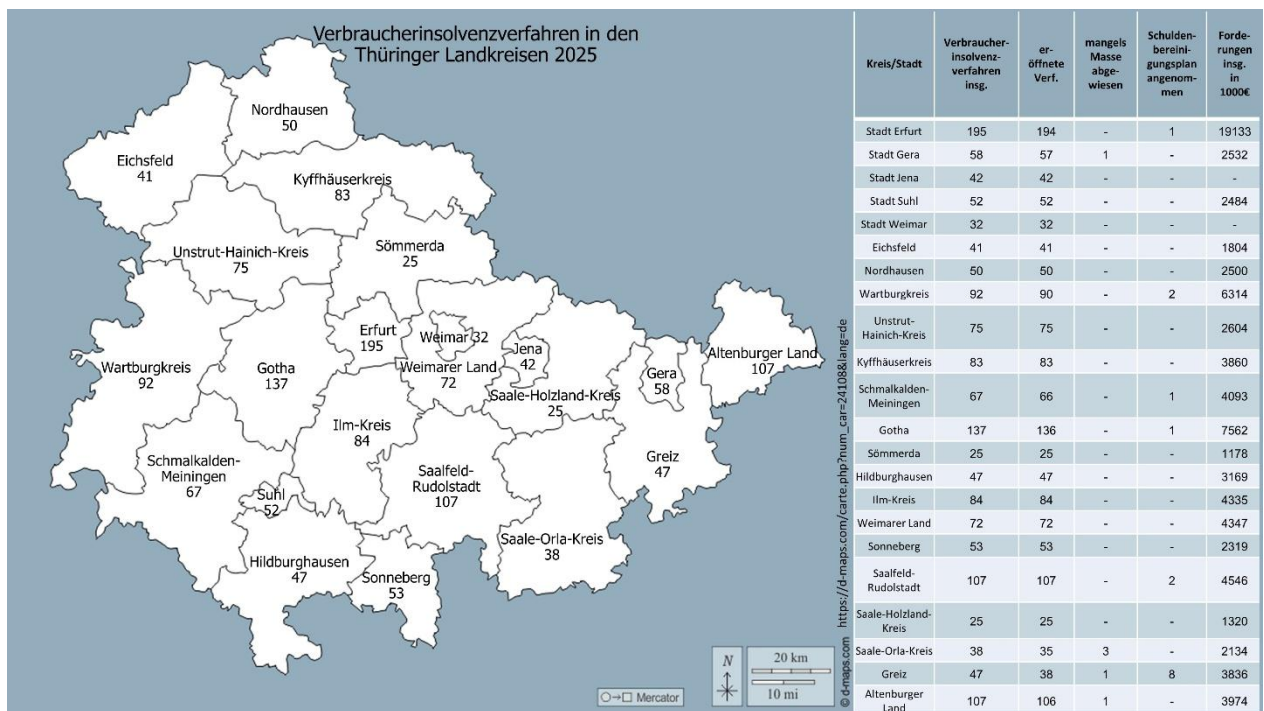 Verbraucherinsolvenzverfahren in den
Thüringer Landkreisen 2025
Nordhausen
50
Eichsfeld
41
Kyffhäuserkreis
83
Unstrut-Hainich-Kreis
75
Sömmerda
25
Wartburgkreis
92
Gotha
137
Erfurt
195
Weimar 32
Weimarer Land
72
Jena
42
Saale-Holzland-Kreis
25
Gera
58
Altenburger Land
107
Ilm-Kreis
84
Schmalkalden-
Meiningen
67
Suhl
52
Saalfeld-
Rudolstadt
107
Greiz
47
Saale-Orla-Kreis
38
Hildburghausen
47
Sonneberg
53
N
20 km
10 mi
Mercator
© d-maps.com https://d-maps.com/carte.php?num_car=24108&lang=de
Kreis/Stadt
Verbraucher-
insolvenz-
verfahren
insg.
er-
öffnete
Verf.
mangels
Masse
abge-
wiesen
Schulden-
bereini-
gungsplan
angenom-
men
Forde-
rungen
insg.
in
1000€
Stadt Erfurt 195 194 - 1 19133
Stadt Gera 58 57 1 - 2532
Stadt Jena 42 42 - - -
Stadt Suhl 52 52 - - 2484
Stadt Weimar 32 32 - - -
Eichsfeld 41 41 - - 1804
Nordhausen 50 50 - - 2500
Wartburgkreis 92 90 - 2 6314
Unstrut-
Hainich-Kreis 75 75 - - 2604
Kyffhäuserkreis 83 83 - - 3860
Schmalkalden-
Meiningen 67 66 - 1 4093
Gotha 137 136 - 1 7562
Sömmerda 25 25 - - 1178
Hildburghausen 47 47 - - 3169
Ilm-Kreis 84 84 - - 4335
Weimarer Land 72 72 - - 4347
Sonneberg 53 53 - - 2319
Saalfeld-
Rudolstadt 107 107 - 2 4546
Saale-Holzland-
Kreis 25 25 - - 1320
Saale-Orla-Kreis 38 35 3 - 2134
Greiz 47 38 1 8 3836
Altenburger
Land 107 106 1 - 3974